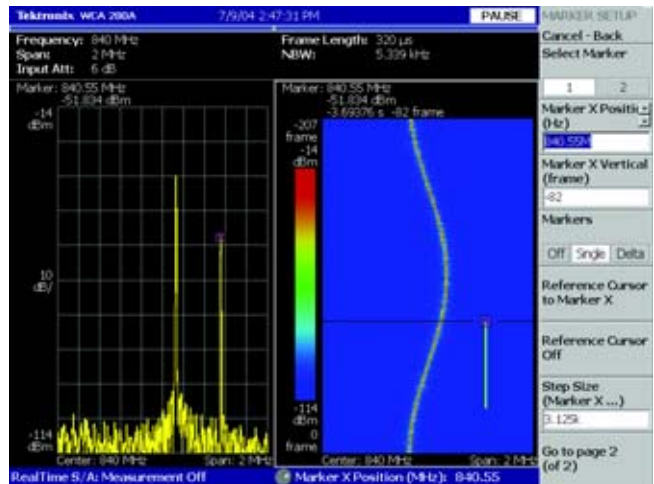 Tektronix WCA 280A 7/9/04 2:47:31 PM PAUSE
Frequency: 840 MHz
Span: 2 MHz
Input Att: 6 dB
Frame Length: 320 µs
NBW: 5.339 kHz
Marker: 840.55 MHz
-51.834 dBm
-14
dBm
10
dB/
-114
dBm
Center: 840 MHz Span: 2 MHz
Marker: 840.55 MHz
-51.834 dBm
-3.69376 s -82 frame
-207
frame
-14
dBm
-114
dBm
0
frame
Center: 840 MHz Span: 2 MHz
MARKER SETUP
Cancel - Back
Select Marker
1 2
Marker X Positi
(Hz)
840.55M
Marker X Vertical
(frame)
-82
Markers
Off Single Delta
Reference Cursor
to Marker X
Reference Cursor
Off
Step Size
(Marker X ...)
3.125k
Go to page 2
(of 2)
RealTime S/A: Measurement Off
Marker X Position (MHz): 840.55